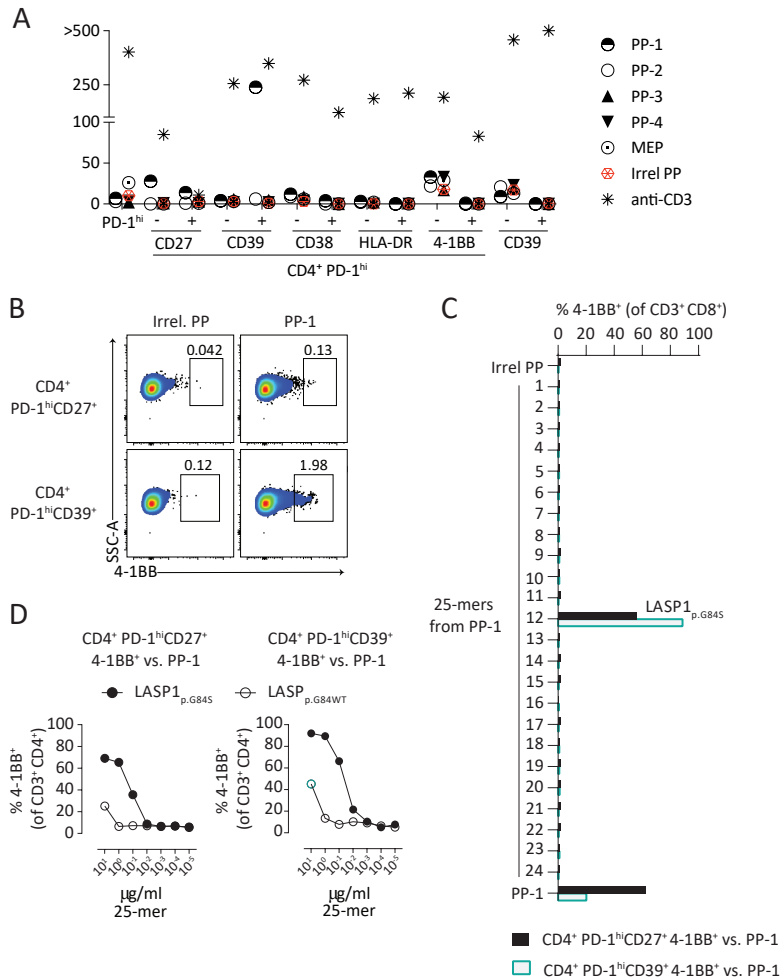 A
>500
250
100
50
0
PD-1hi
- + - + - + - + - + - +
CD27 CD39 CD38 HLA-DR 4-1BB CD39
CD4+ PD-1hi
PP-1
PP-2
PP-3
PP-4
MEP
Irrel PP
anti-CD3
B
Irrel. PP PP-1
CD4+
PD-1hiCD27+
0.042 0.13
CD4+
PD-1hiCD39+
0.12 1.98
SSC-A
4-1BB
C
% 4-1BB+ (of CD3+ CD8+)
0 20 40 60 80 100
Irrel PP
1
2
3
4
5
6
7
8
9
10
11
12
13
14
15
16
17
18
19
20
21
22
23
24
PP-1
25-mers
from PP-1
LASP1p.G84S
CD4+ PD-1hiCD27+ 4-1BB+ vs. PP-1
CD4+ PD-1hiCD39+ 4-1BB+ vs. PP-1
D
CD4+ PD-1hiCD27+
4-1BB+ vs. PP-1
CD4+ PD-1hiCD39+
4-1BB+ vs. PP-1
LASP1p.G84S LASPp.G84WT
% 4-1BB+
(of CD3+ CD4+)
100
80
60
40
20
0
10^1 10^0 10^-1 10^-2 10^-3 10^-4 10^-5
µg/ml
25-mer
% 4-1BB+
(of CD3+ CD4+)
100
80
60
40
20
0
10^1 10^0 10^-1 10^-2 10^-3 10^-4 10^-5
µg/ml
25-mer